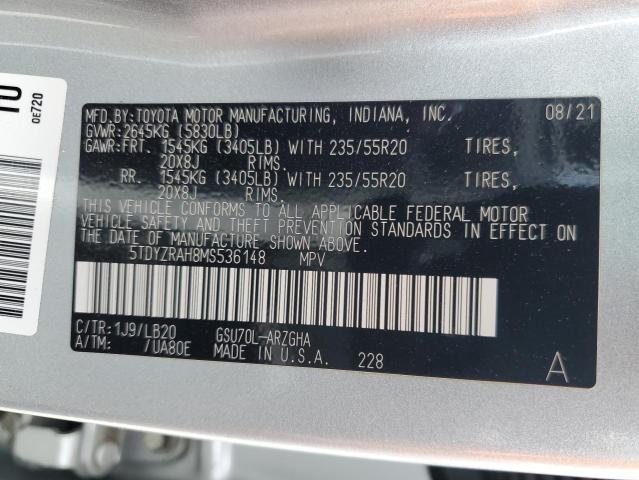 10
0E720
MFD.BY:TOYOTA MOTOR MANUFACTURING, INDIANA, INC. 08/21
GVWR:2645KG (5830LB)
GAWR:FRT. 1545KG (3405LB) WITH 235/55R20 TIRES,
20X8J RIMS.
RR. 1545KG (3405LB) WITH 235/55R20 TIRES,
20X8J RIMS.
THIS VEHICLE CONFORMS TO ALL APPLICABLE FEDERAL MOTOR
VEHICLE SAFETY AND THEFT PREVENTION STANDARDS IN EFFECT ON
THE DATE OF MANUFACTURE SHOWN ABOVE.
5TDYZRAH8MS536148 MPV
C/TR:1J9/LB20 GSU70L-ARZGHA
A/TM: /UA80E MADE IN U.S.A. 228 A